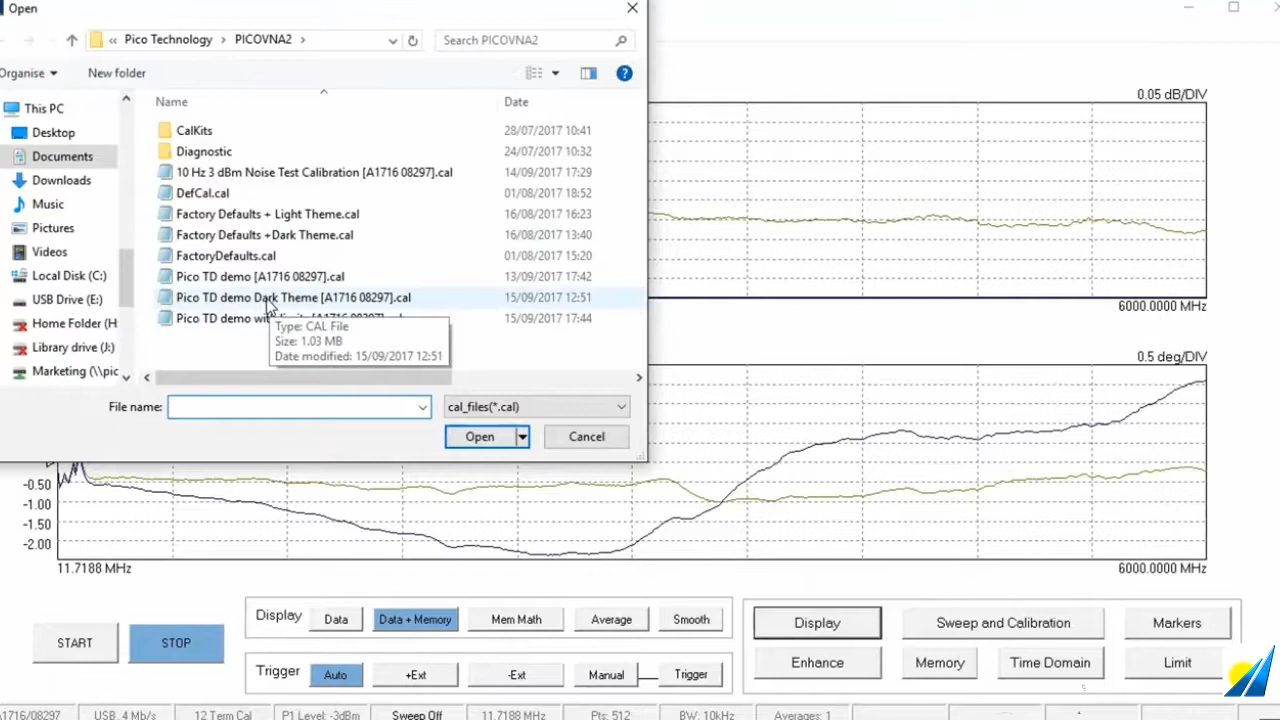 Open
« Pico Technology › PICOVNA2 ›
Search PICOVNA2
Organise
New folder
Name
Date
This PC
Desktop
Documents
Downloads
Music
Pictures
Videos
Local Disk (C:)
USB Drive (E:)
Home Folder (H
Library drive (J:)
Marketing (\\pic
CalKits 28/07/2017 10:41
Diagnostic 24/07/2017 10:32
10 Hz 3 dBm Noise Test Calibration [A1716 08297].cal 14/09/2017 17:29
DefCal.cal 01/08/2017 18:52
Factory Defaults + Light Theme.cal 16/08/2017 16:23
Factory Defaults +Dark Theme.cal 16/08/2017 13:40
FactoryDefaults.cal 01/08/2017 15:20
Pico TD demo [A1716 08297].cal 13/09/2017 17:42
Pico TD demo Dark Theme [A1716 08297].cal 15/09/2017 12:51
Pico TD demo 15/09/2017 17:44
Type: CAL File
Size: 1.03 MB
Date modified: 15/09/2017 12:51
File name:
cal_files(*.cal)
Open
Cancel
0.05 dB/DIV
6000.0000 MHz
0.5 deg/DIV
-0.50
-1.00
-1.50
-2.00
11.7188 MHz
6000.0000 MHz
START
STOP
Display
Data
Data + Memory
Mem Math
Average
Smooth
Trigger
Auto
+Ext
-Ext
Manual
Trigger
Display
Sweep and Calibration
Markers
Enhance
Memory
Time Domain
Limit
A1716/08297
USB, 4 Mb/s
12 Term Cal
P1 Level: -3dBm
Sweep Off
11.7188 MHz
Pts: 512
BW: 10kHz
Averages: 1